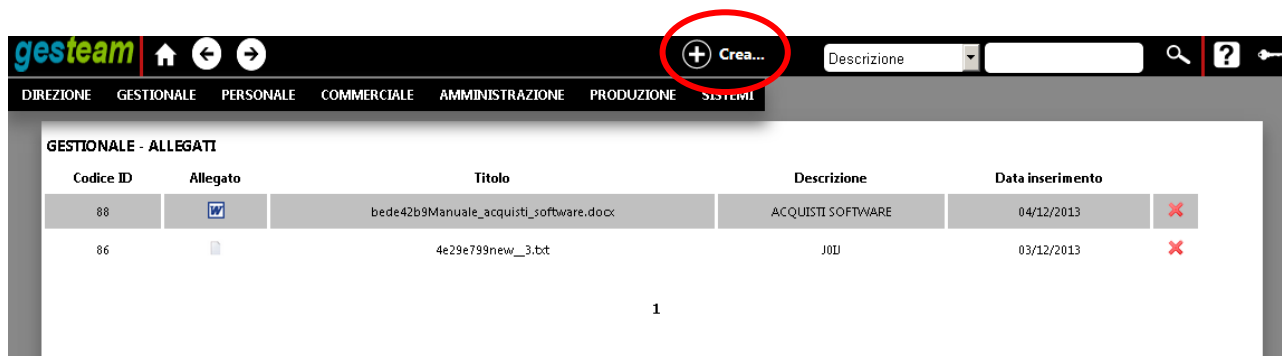 gesteam Crea... Descrizione ?
DIREZIONE GESTIONALE PERSONALE COMMERCIALE AMMINISTRAZIONE PRODUZIONE SISTEMI
GESTIONALE - ALLEGATI
Codice ID Allegato Titolo Descrizione Data inserimento
88 W bede42b9Manuale_acquisti_software.docx ACQUISTI SOFTWARE 04/12/2013
86 4e29e799new__3.txt 03/12/2013
1